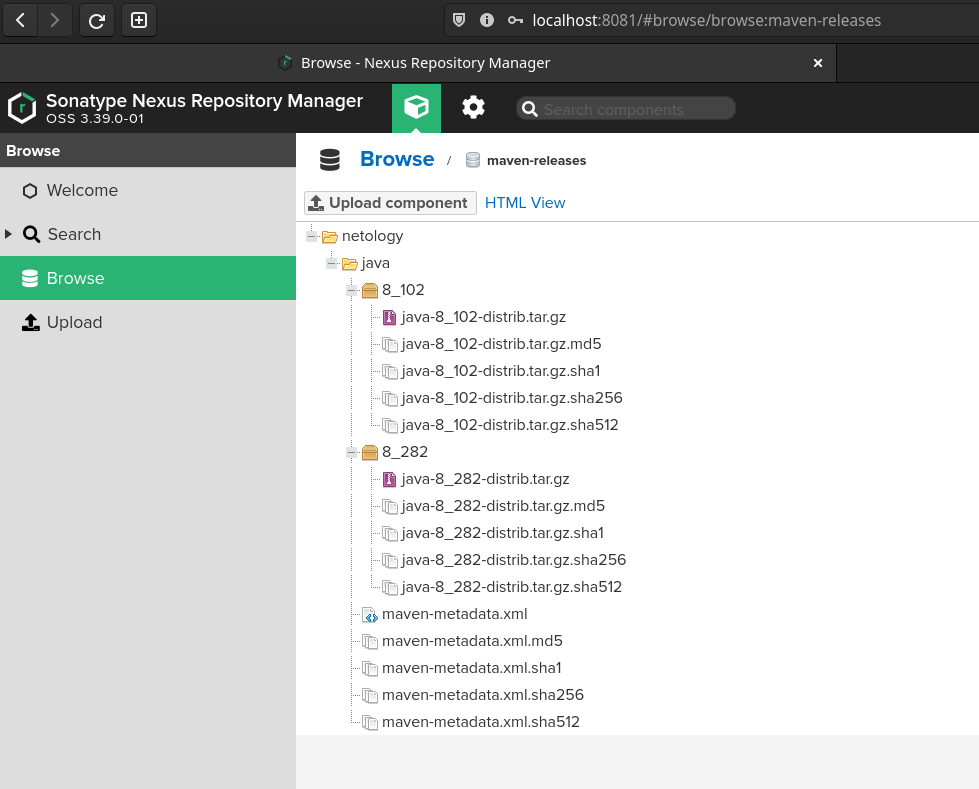 localhost:8081/#browse/browse:maven-releases
Browse - Nexus Repository Manager
Sonatype Nexus Repository Manager
OSS 3.39.0-01
Search components
Browse
Welcome
Search
Browse
Upload
Browse / maven-releases
Upload component HTML View
netology
java
8_102
java-8_102-distrib.tar.gz
java-8_102-distrib.tar.gz.md5
java-8_102-distrib.tar.gz.sha1
java-8_102-distrib.tar.gz.sha256
java-8_102-distrib.tar.gz.sha512
8_282
java-8_282-distrib.tar.gz
java-8_282-distrib.tar.gz.md5
java-8_282-distrib.tar.gz.sha1
java-8_282-distrib.tar.gz.sha256
java-8_282-distrib.tar.gz.sha512
maven-metadata.xml
maven-metadata.xml.md5
maven-metadata.xml.sha1
maven-metadata.xml.sha256
maven-metadata.xml.sha512